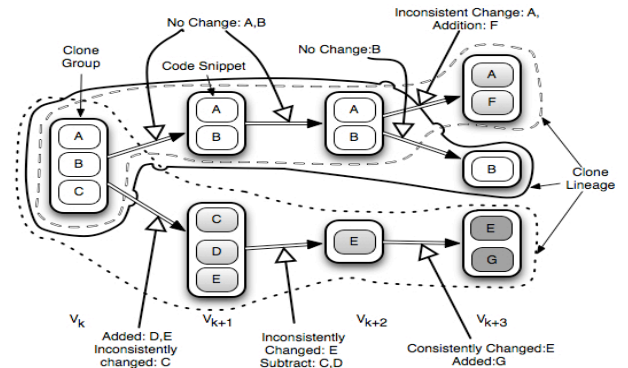 Inconsistent Change: A,
Addition: F
No Change: A,B
No Change:B
Clone
Group
Code Snippet
A
B
C
A
B
A
B
A
F
B
Clone
Lineage
C
D
E
E
E
G
Vk
Vk+1
Vk+2
Vk+3
Added: D,E
Inconsistently
changed: C
Inconsistently
Changed: E
Subtract: C,D
Consistently Changed:E
Added:G